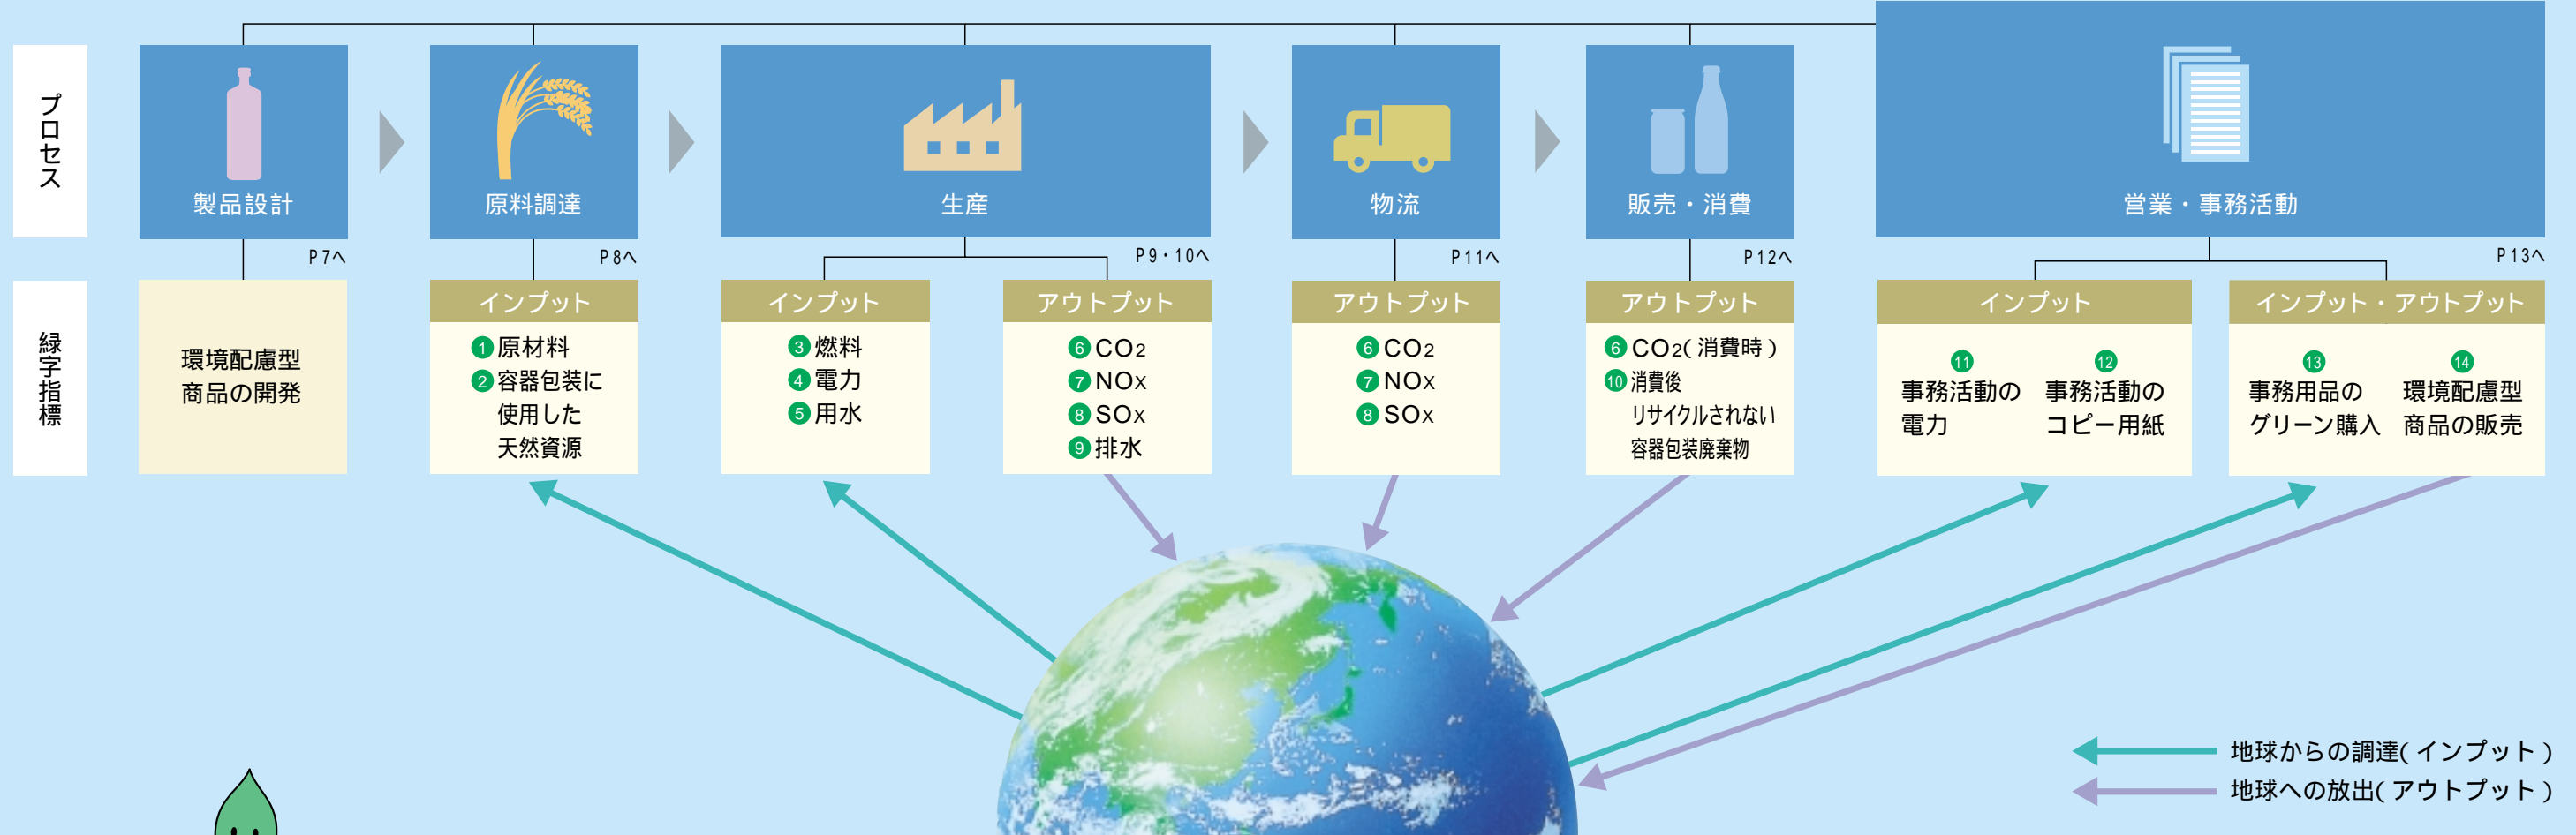 プロセス
製品設計
原料調達
生産
物流
販売・消費
営業・事務活動
P7へ
P8へ
P9・10へ
P11へ
P12へ
P13へ
緑字指標
環境配慮型
商品の開発
インプット
1 原材料
2 容器包装に
使用した
天然資源
インプット
3 燃料
4 電力
5 用水
アウトプット
6 CO2
7 NOx
8 SOx
9 排水
アウトプット
6 CO2
7 NOx
8 SOx
アウトプット
6 CO2(消費時)
10 消費後
リサイクルされない
容器包装廃棄物
インプット
11
事務活動の
電力
12
事務活動の
コピー用紙
インプット・アウトプット
13
事務用品の
グリーン購入
14
環境配慮型
商品の販売
地球からの調達(インプット)
地球への放出(アウトプット)